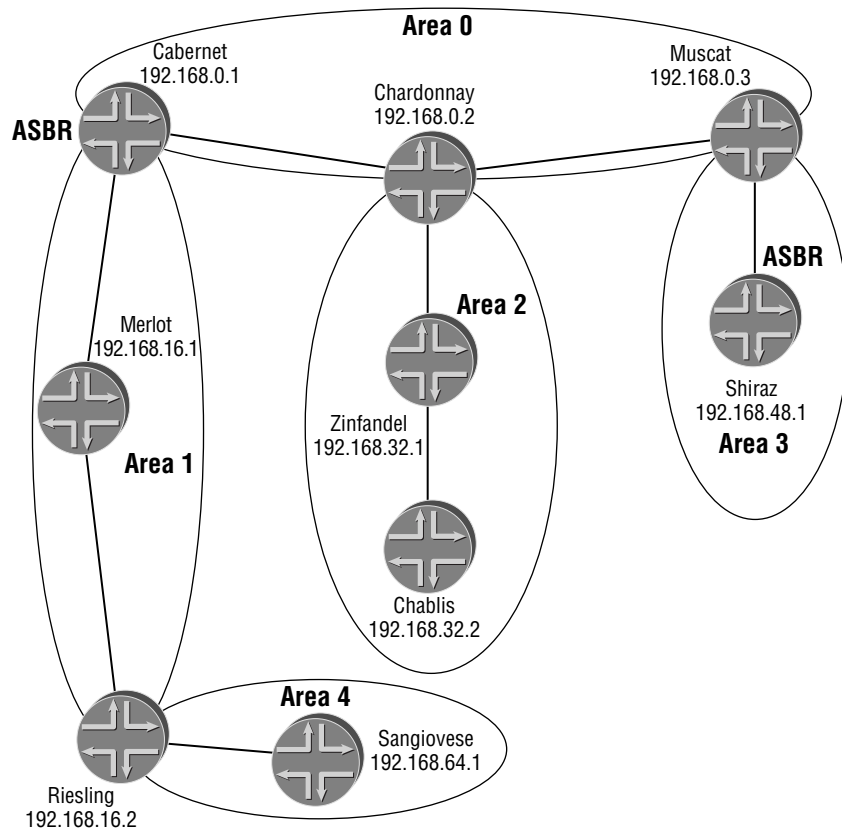 Area 0
Cabernet
192.168.0.1
Muscat
192.168.0.3
Chardonnay
192.168.0.2
ASBR
ASBR
Area 2
Merlot
192.168.16.1
Zinfandel
192.168.32.1
Shiraz
192.168.48.1
Area 3
Area 1
Chablis
192.168.32.2
Area 4
Sangiovese
192.168.64.1
Riesling
192.168.16.2